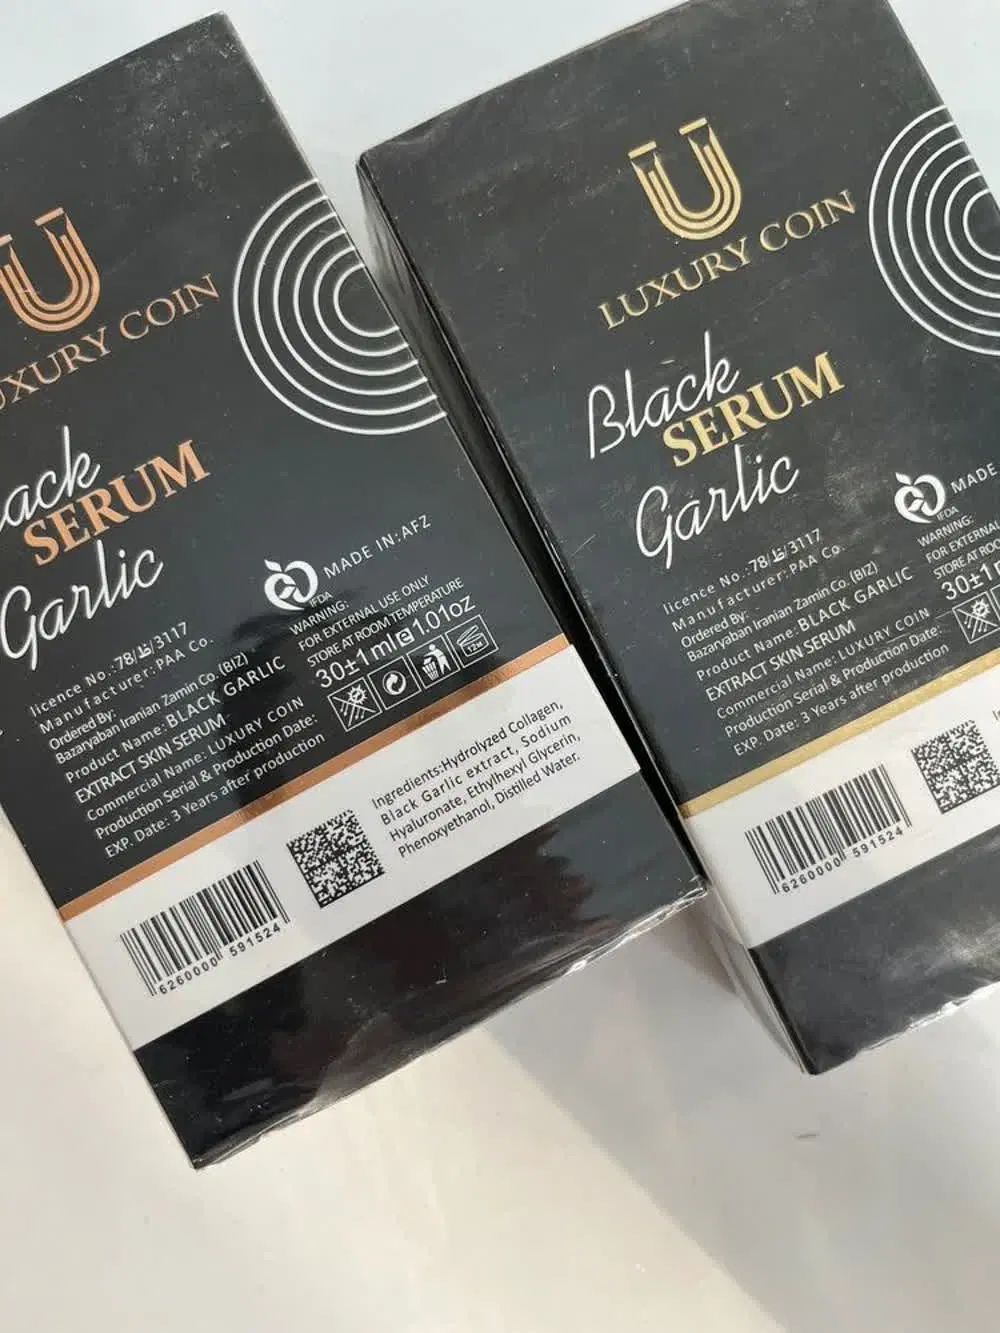 UXURY COIN
ack
SERUM
Garlic
MADE IN:AFZ
IFDA
WARNING:
FOR EXTERNAL USE ONLY
STORE AT ROOM TEMPERATURE
30±1ml e 1.01oz
12M
licence No.:78/ظ/3117
Manufacturer:PAA Co.
Ordered By:
Bazaryaban Iranian Zamin Co. (BIZ)
Product Name: BLACK GARLIC
EXTRACT SKIN SERUM
Commercial Name: LUXURY COIN
Production Serial & Production Date:
EXP. Date: 3 Years after production
Ingredients:Hydrolyzed Collagen,
Black Garlic extract, Sodium
Hyaluronate, Ethylhexyl Glycerin,
Phenoxyethanol, Distilled Water.
6260000 591524
LUXURY COIN
Black
SERUM
Garlic
MADE
IFDA
WARNING:
FOR EXTERNAL
STORE AT ROO
30±1
licence No.:78/ظ/3117
Manufacturer:PAA Co.
Ordered By:
Bazaryaban Iranian Zamin Co. (BIZ)
Product Name: BLACK GARLIC
EXTRACT SKIN SERUM
Commercial Name: LUXURY COIN
Production Serial & Production Date:
EXP. Date: 3 Years after production
6260000 591524